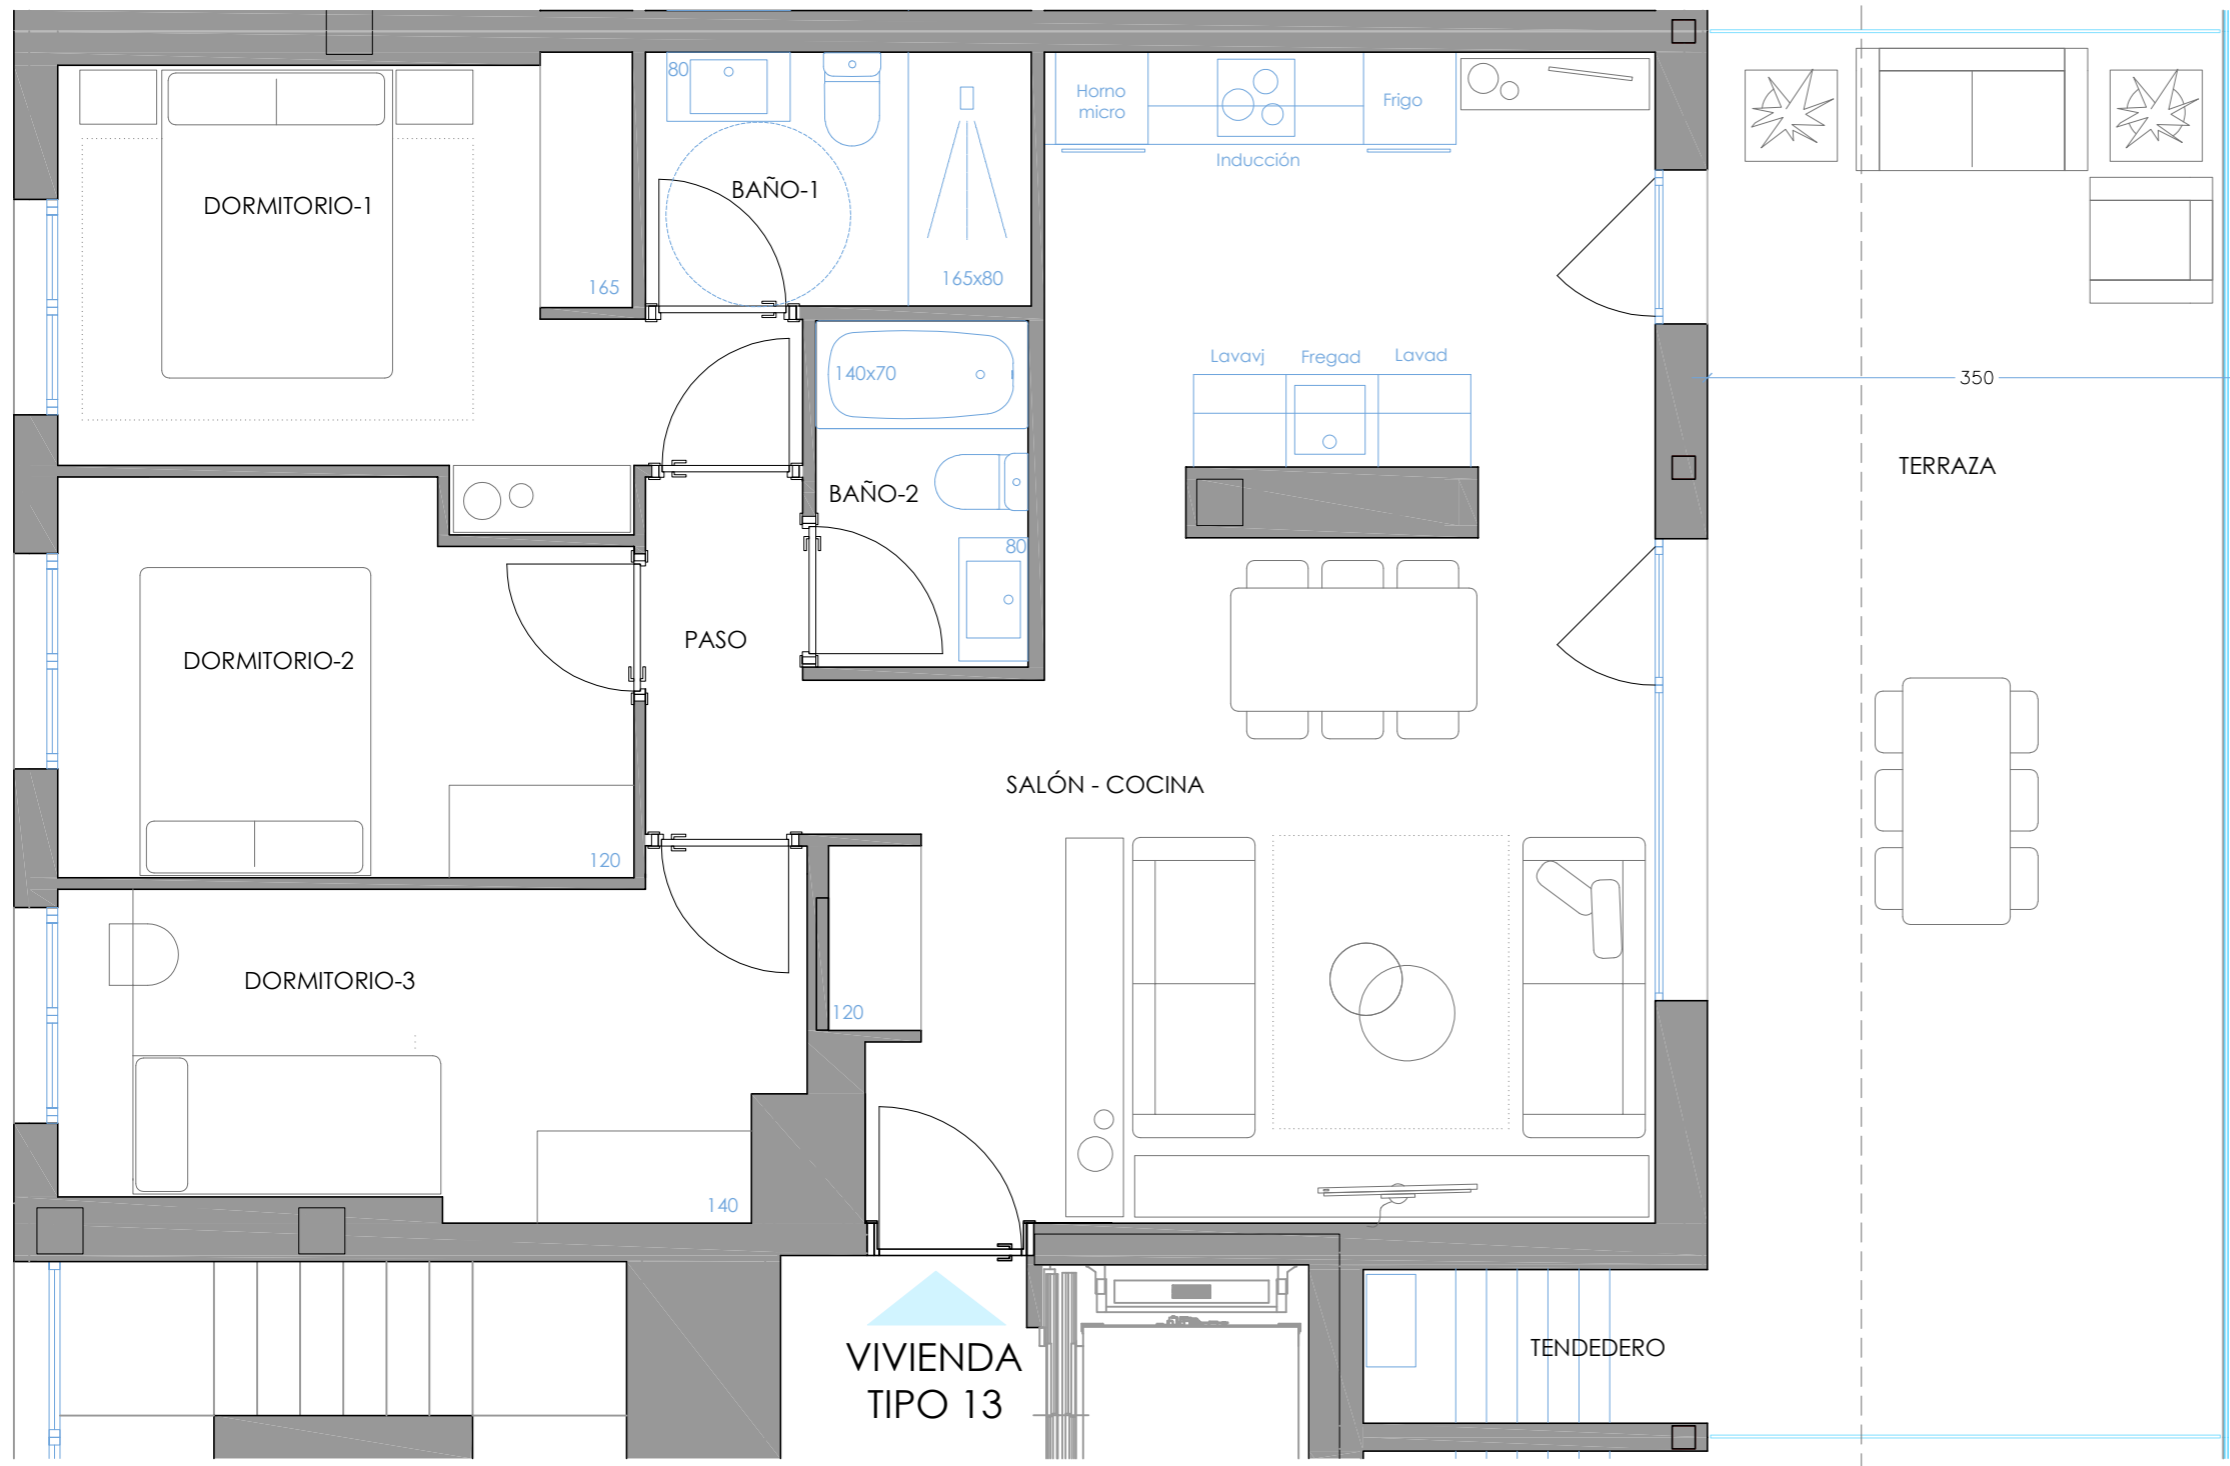 80
Horno
micro
Frigo
Inducción
DORMITORIO-1
BAÑO-1
165
165x80
Lavavj
Fregad
Lavad
140x70
350
TERRAZA
BAÑO-2
80
PASO
DORMITORIO-2
SALÓN - COCINA
120
DORMITORIO-3
120
140
VIVIENDA
TIPO 13
TENDEDERO